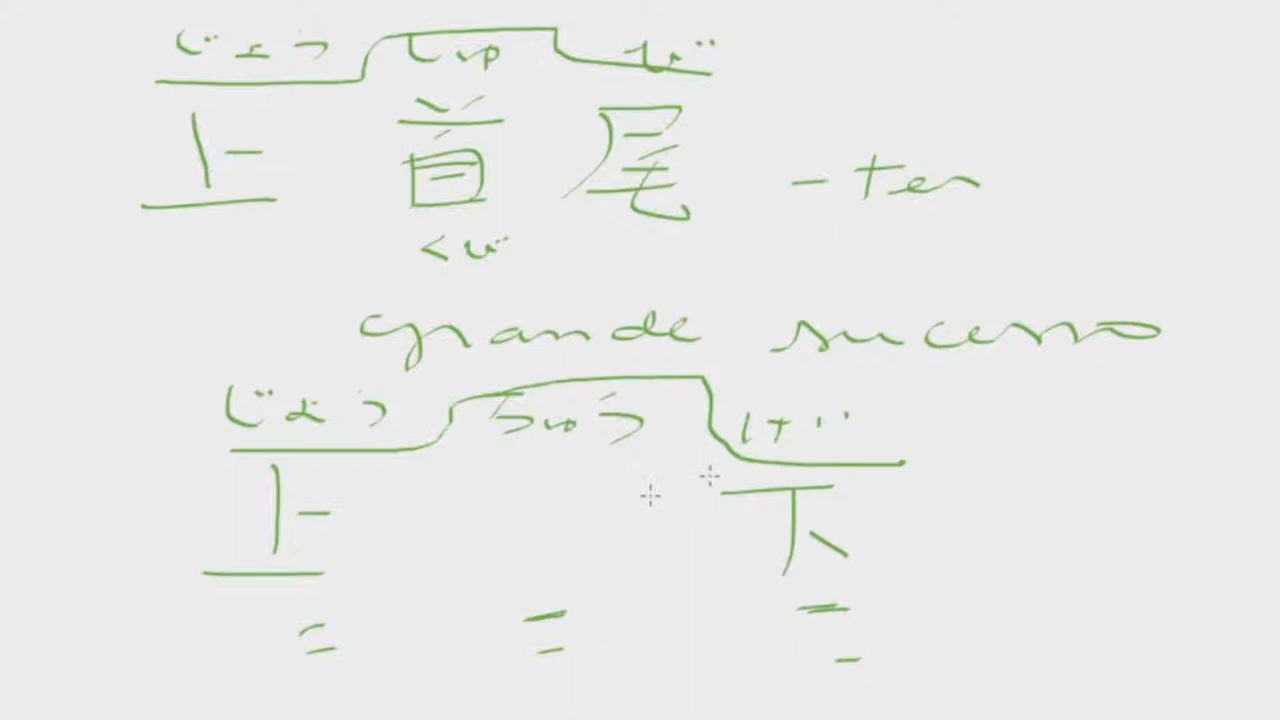 じょう しゅ び
上 首尾 - ter
くび
grande sucesso
じょう ちゅう げ
上 下